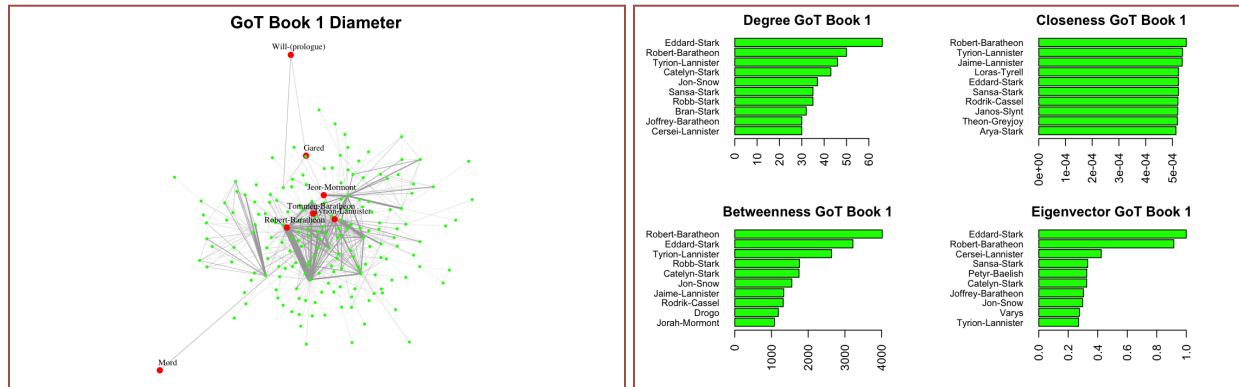 GoT Book 1 Diameter
Will-(prologue)
Gared
Jeor-Mormont
Tommen-Baratheon
Tyrion-Lannister
Robert-Baratheon
Mord
Degree GoT Book 1
Eddard-Stark
Robert-Baratheon
Tyrion-Lannister
Catelyn-Stark
Jon-Snow
Sansa-Stark
Robb-Stark
Bran-Stark
Joffrey-Baratheon
Cersei-Lannister
0 10 20 30 40 50 60
Closeness GoT Book 1
Robert-Baratheon
Tyrion-Lannister
Jaime-Lannister
Loras-Tyrell
Eddard-Stark
Sansa-Stark
Rodrik-Cassel
Janos-Slynt
Theon-Greyjoy
Arya-Stark
0e+00 1e-04 2e-04 3e-04 4e-04 5e-04
Betweenness GoT Book 1
Robert-Baratheon
Eddard-Stark
Tyrion-Lannister
Robb-Stark
Catelyn-Stark
Jon-Snow
Jaime-Lannister
Rodrik-Cassel
Drogo
Jorah-Mormont
0 1000 2000 3000 4000
Eigenvector GoT Book 1
Eddard-Stark
Robert-Baratheon
Cersei-Lannister
Sansa-Stark
Petyr-Baelish
Catelyn-Stark
Joffrey-Baratheon
Jon-Snow
Varys
Tyrion-Lannister
0.0 0.2 0.4 0.6 0.8 1.0